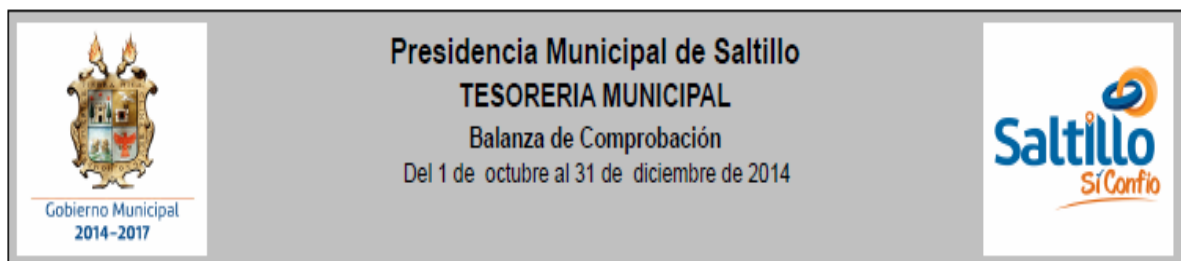 Presidencia Municipal de Saltillo
TESORERIA MUNICIPAL
Balanza de Comprobación
Del 1 de octubre al 31 de diciembre de 2014
Gobierno Municipal
2014-2017
Saltillo
Sí Confío